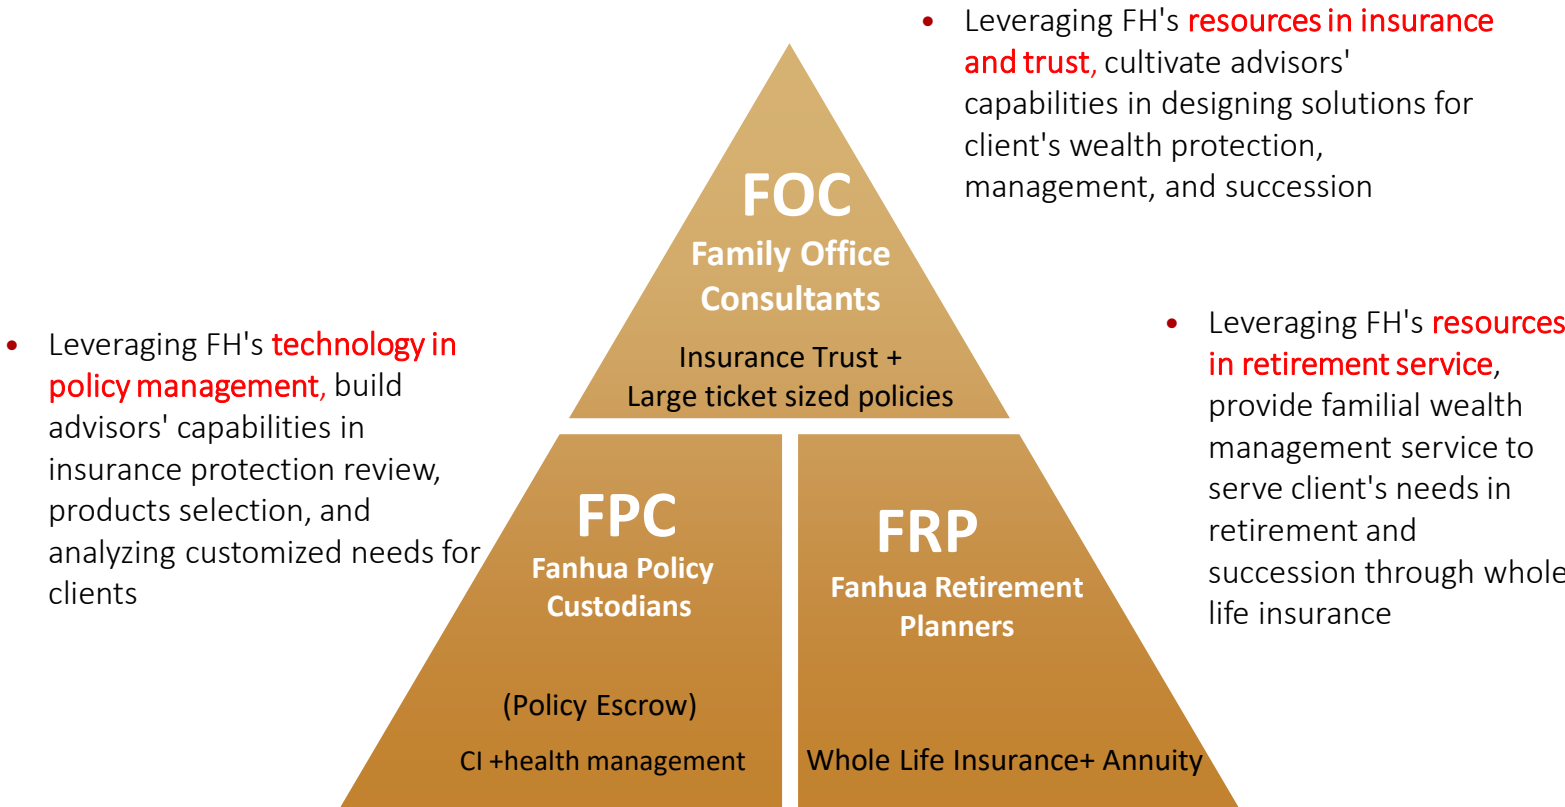 • Leveraging FH's resources in insurance
and trust, cultivate advisors'
capabilities in designing solutions for
client's wealth protection,
management, and succession
FOC
Family Office
Consultants
Insurance Trust +
Large ticket sized policies
• Leveraging FH's technology in
policy management, build
advisors' capabilities in
insurance protection review,
products selection, and
analyzing customized needs for
clients
• Leveraging FH's resources
in retirement service,
provide familial wealth
management service to
serve client's needs in
retirement and
succession through whole
life insurance
FPC
Fanhua Policy
Custodians
(Policy Escrow)
CI +health management
FRP
Fanhua Retirement
Planners
Whole Life Insurance+ Annuity